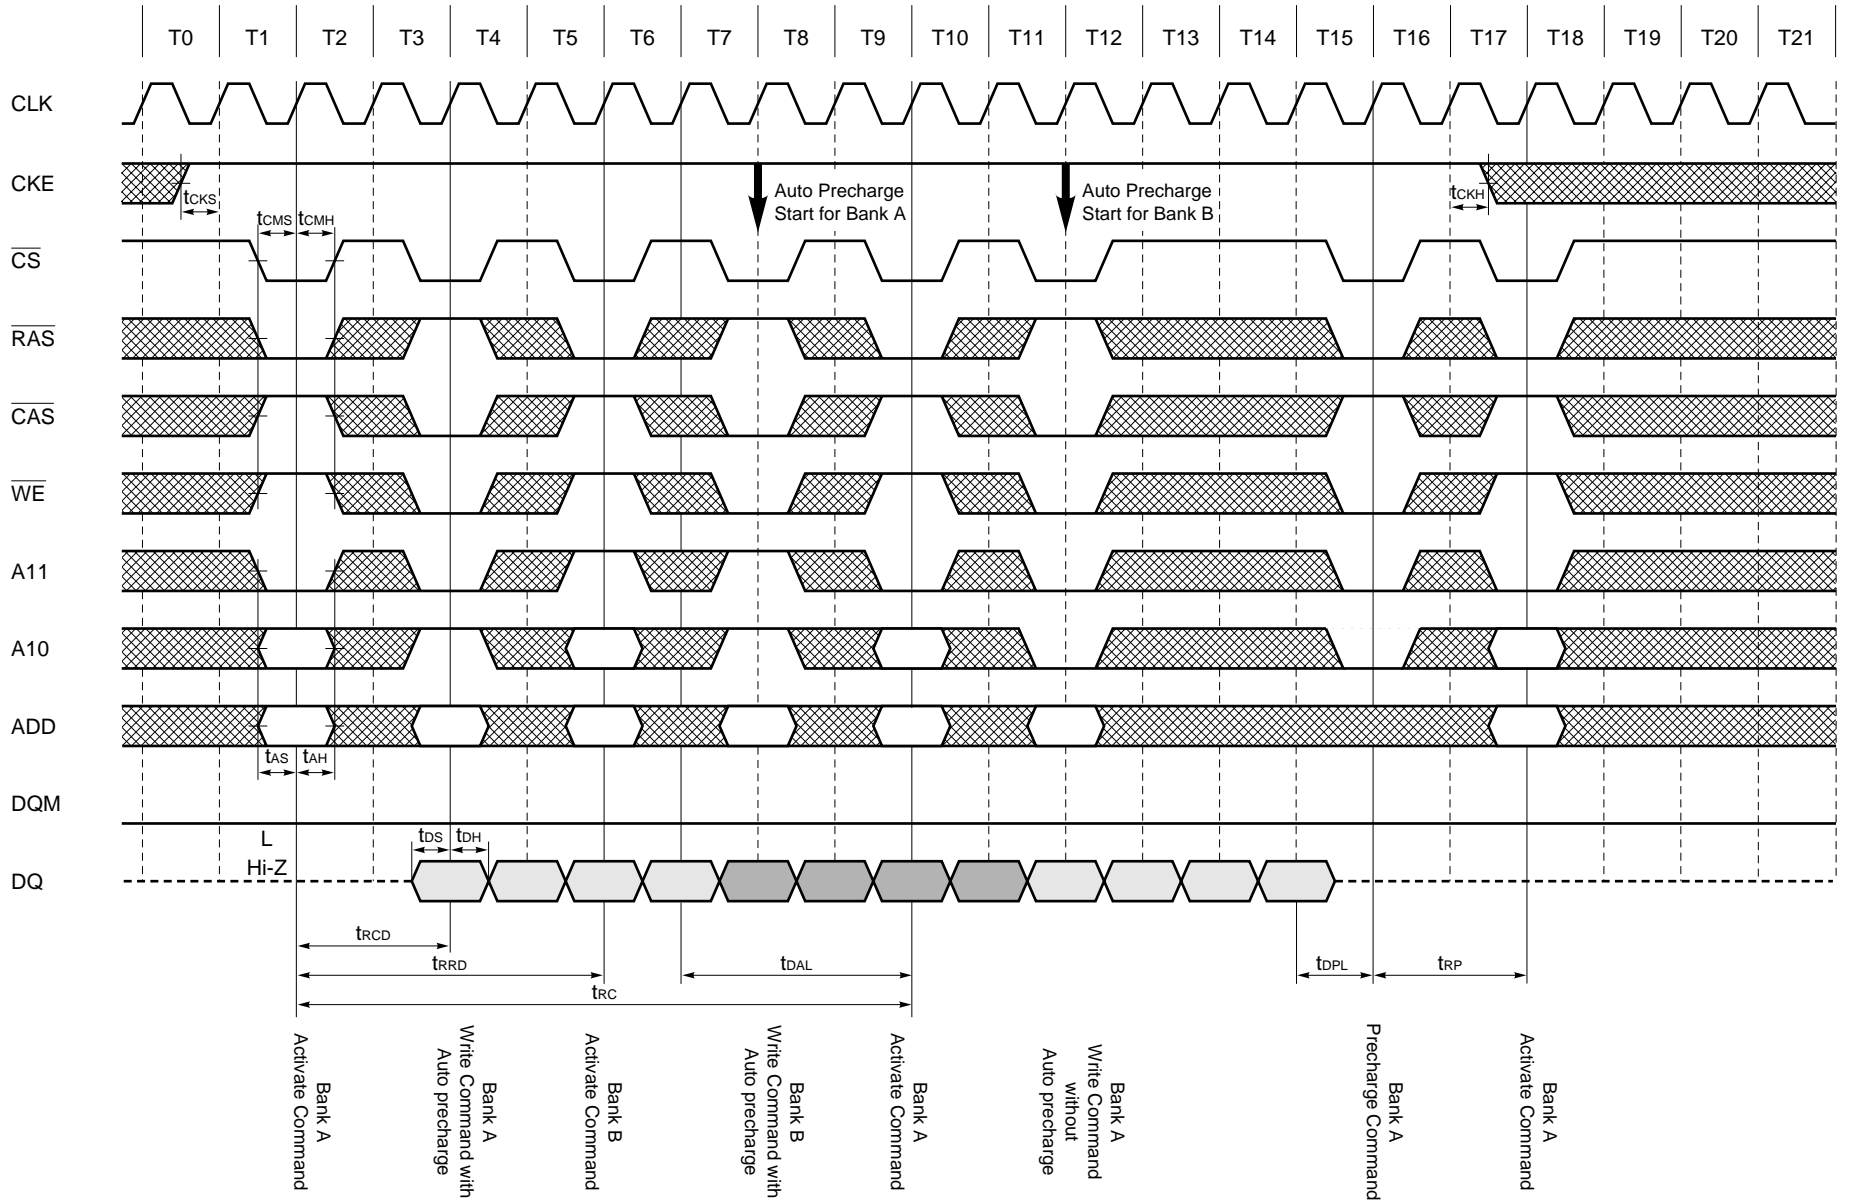 T0 T1 T2 T3 T4 T5 T6 T7 T8 T9 T10 T11 T12 T13 T14 T15 T16 T17 T18 T19 T20 T21
CLK
CKE
tCKS
Auto Precharge
Start for Bank A
Auto Precharge
Start for Bank B
tCKH
tCMS tCMH
CS
RAS
CAS
WE
A11
A10
ADD
tAS tAH
DQM
L
tDS tDH
Hi-Z
DQ
tRCD
tRRD
tDAL
tDPL
tRP
tRC
Bank A
Activate Command
Bank A
Write Command with
Auto precharge
Bank B
Activate Command
Bank B
Write Command with
Auto precharge
Bank A
Activate Command
Bank A
Write Command
without
Auto precharge
Bank A
Precharge Command
Bank A
Activate Command